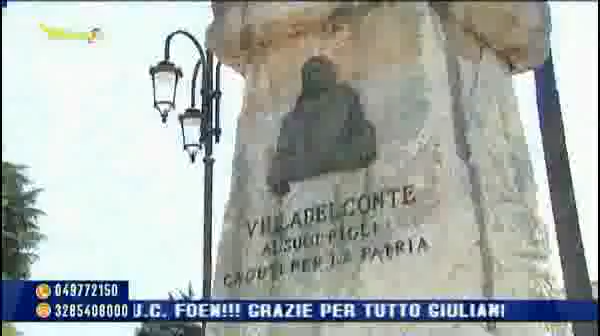 VILLADELCONTE
AI SUOI FIGLI
CADUTI PER LA PATRIA
049772150
3285408000
J.C. FOEN!!! GRAZIE PER TUTTO GIULIANI